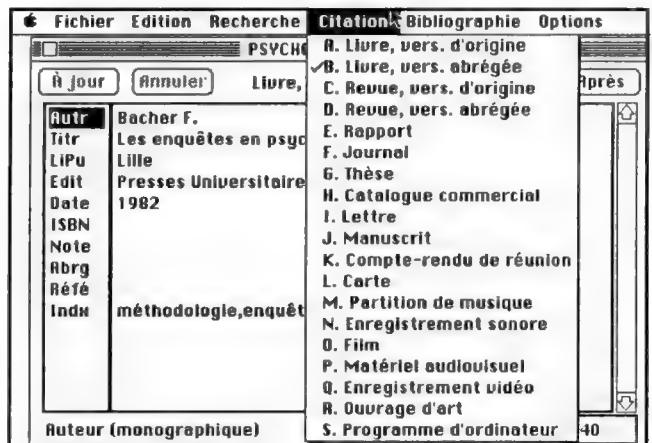 Fichier Edition Recherche Citation Bibliographie Options
PSYCH
À jour Annuler Livre, Après
Autr Bacher F.
Titr Les enquêtes en psyc
LiPu Lille
Edit Presses Universitaire
Date 1982
ISBN
Note
Abrg
Réfé
Indx méthodologie,enquêt
Auteur (monographique) 40
A. Livre, vers. d'origine
✓B. Livre, vers. abrégée
C. Revue, vers. d'origine
D. Revue, vers. abrégée
E. Rapport
F. Journal
G. Thèse
H. Catalogue commercial
I. Lettre
J. Manuscrit
K. Compte-rendu de réunion
L. Carte
M. Partition de musique
N. Enregistrement sonore
O. Film
P. Matériel audiovisuel
Q. Enregistrement vidéo
R. Ouvrage d'art
S. Programme d'ordinateur